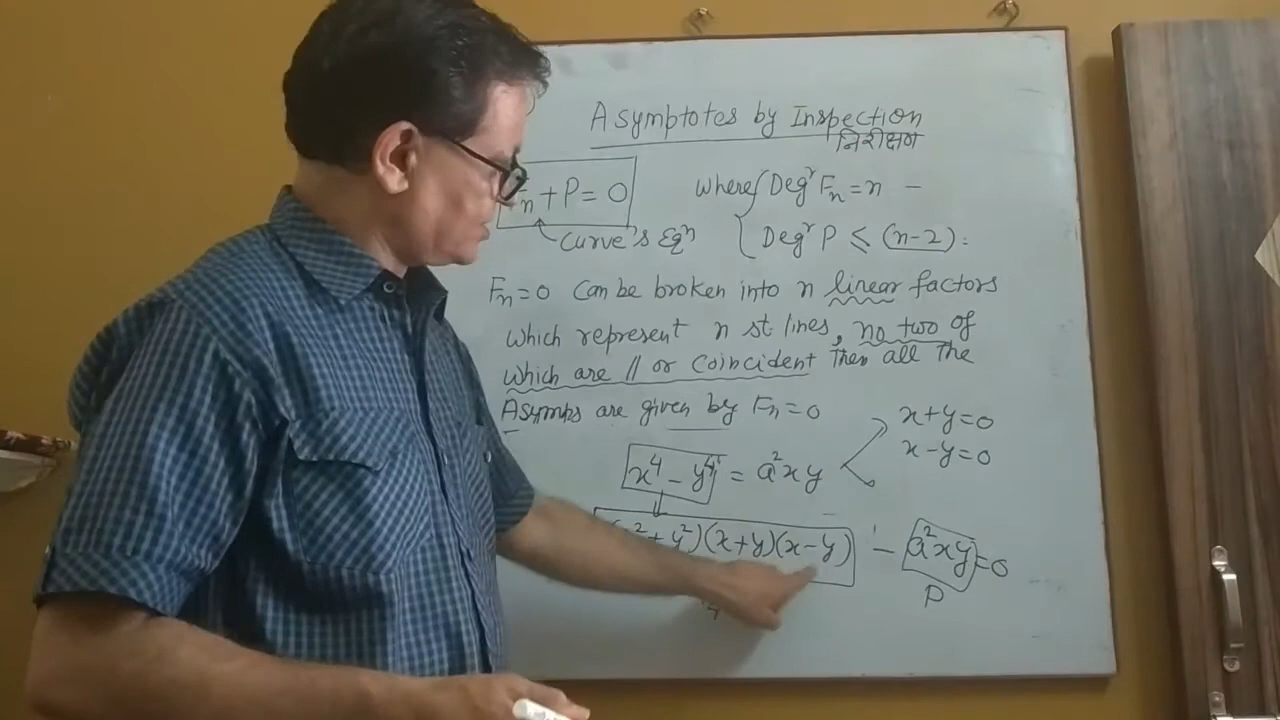 Asymptotes by Inspection
निरीक्षण
Fn + P = 0 where Degr Fn = n –
Curve's Eqn Degr P ⩽ (n-2).
Fn=0 can be broken into n linear factors
which represent n st. lines, no two of
which are // or coincident then all the
Asymps are given by Fn=0
x+y=0
x-y=0
x⁴ - y⁴ = a²xy
+ y²)(x+y)(x-y) - a²xy = 0
P